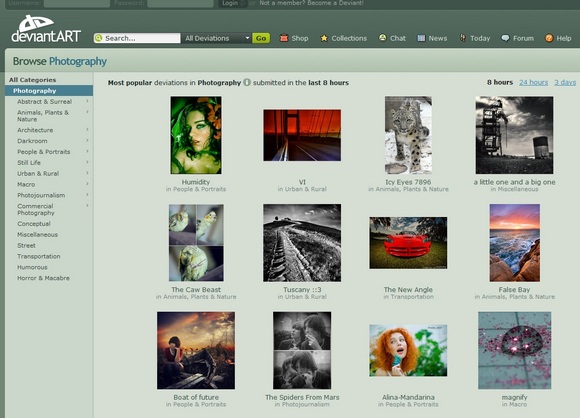 Username:
Password:
Login
or
Not a member? Become a Deviant!
deviantART
Search...
All Deviations
Go
Shop
Collections
Chat
News
Today
Forum
Help
Browse Photography
All Categories
Photography
Abstract & Surreal
Animals, Plants &
Nature
Architecture
Darkroom
People & Portraits
Still Life
Urban & Rural
Macro
Photojournalism
Commercial
Photography
Conceptual
Miscellaneous
Street
Transportation
Humorous
Horror & Macabre
Most popular deviations in Photography submitted in the last 8 hours
8 hours 24 hours 3 days
Humidity
in People & Portraits
VI
in Urban & Rural
Icy Eyes 7896
in Animals, Plants & Nature
a little one and a big one
in Miscellaneous
The Caw Beast
in Animals, Plants & Nature
Tuscany ::3
in Urban & Rural
The New Angle
in Transportation
False Bay
in Animals, Plants & Nature
Boat of future
in People & Portraits
The Spiders From Mars
in Photojournalism
Alina-Mandarina
in People & Portraits
magnify
in Macro